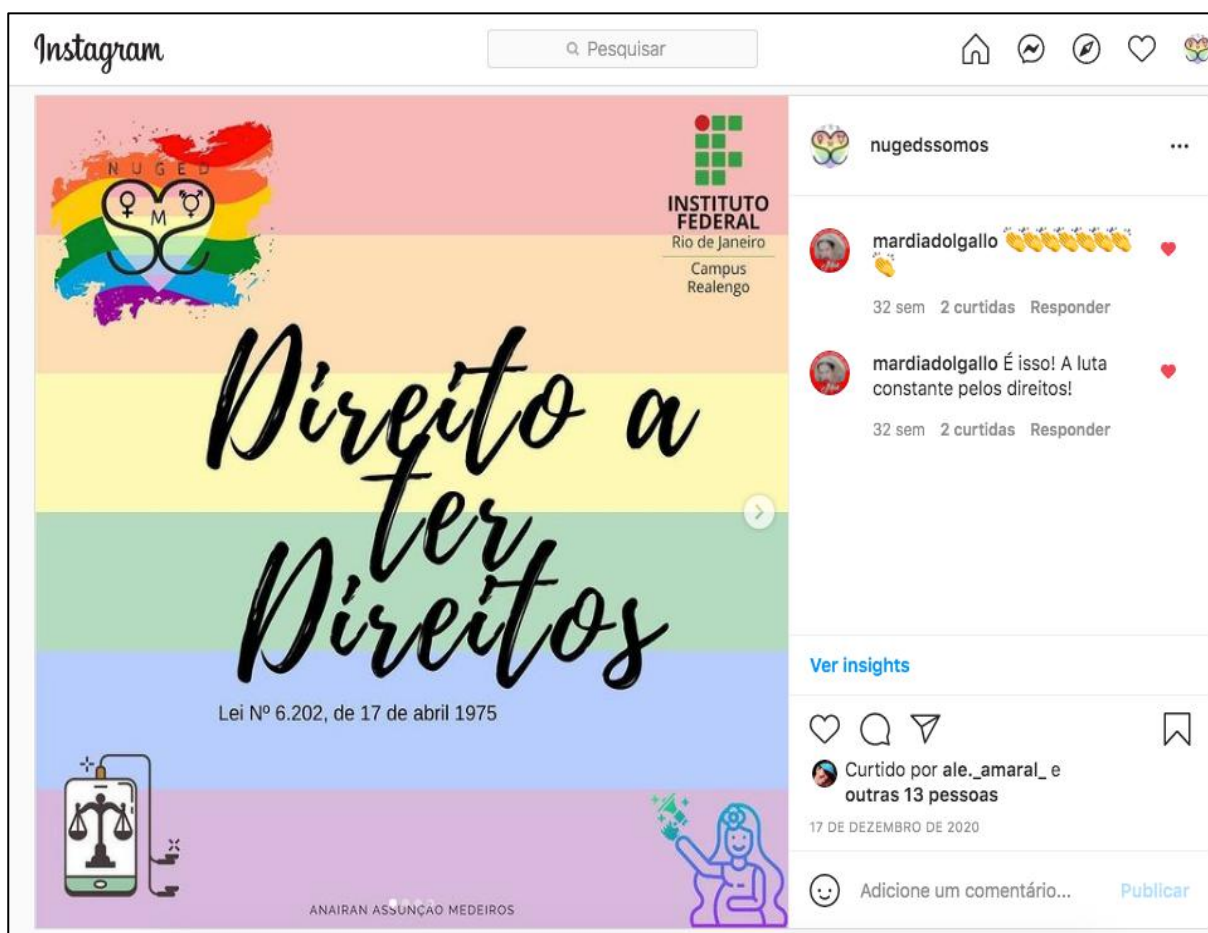 Instagram
Pesquisar
NUGED
M
INSTITUTO
FEDERAL
Rio de Janeiro
Campus
Realengo
Direito a
ter
Direitos
Lei Nº 6.202, de 17 de abril 1975
ANAIRAN ASSUNÇÃO MEDEIROS
nugedssomos
mardiadolgallo 👏👏👏👏👏👏👏
👏
32 sem 2 curtidas Responder
mardiadolgallo É isso! A luta
constante pelos direitos!
32 sem 2 curtidas Responder
Ver insights
Curtido por ale._amaral_ e
outras 13 pessoas
17 DE DEZEMBRO DE 2020
Adicione um comentário... Publicar